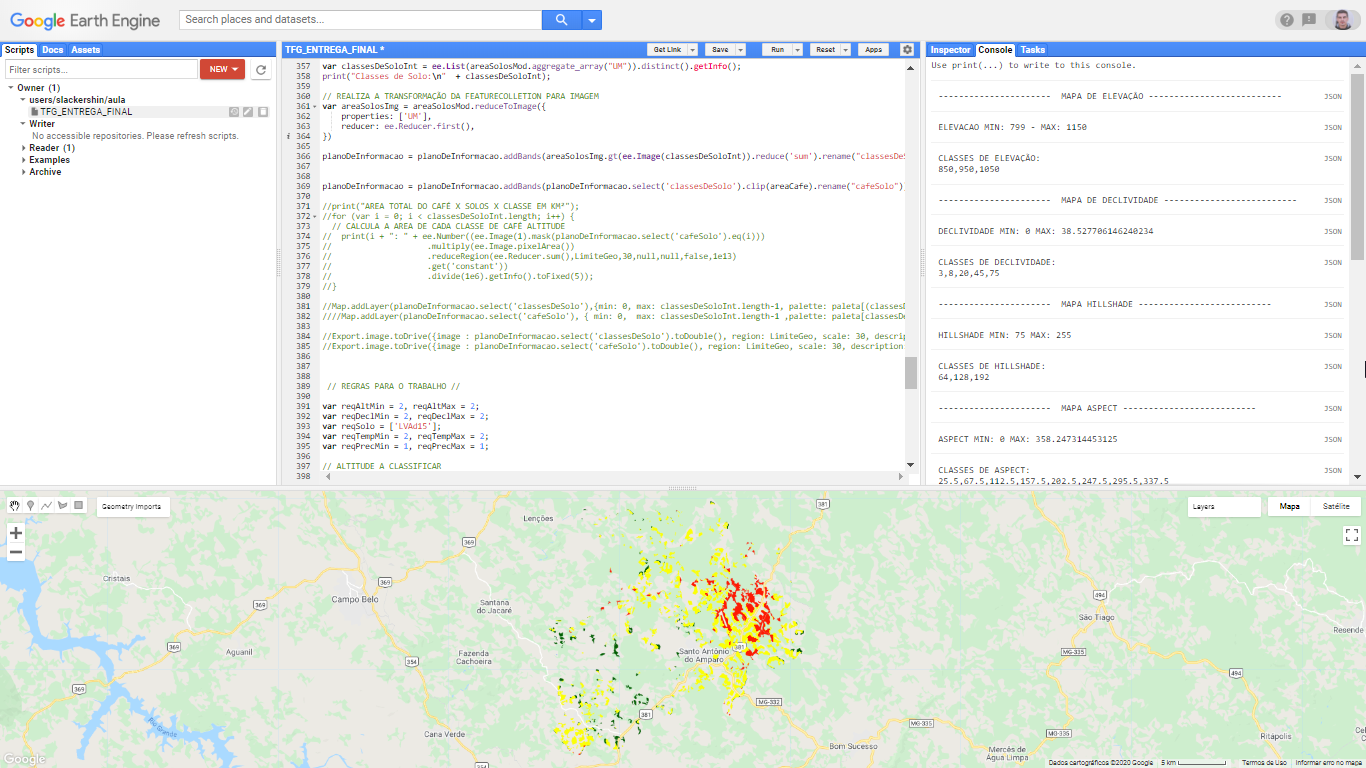 Google Earth Engine
Search places and datasets...
Scripts Docs Assets
Filter scripts...
NEW
Owner (1)
users/slackershin/aula
TFG_ENTREGA_FINAL
Writer
No accessible repositories. Please refresh scripts.
Reader (1)
Examples
Archive
TFG_ENTREGA_FINAL *
Get Link Save Run Reset Apps
357 var classesDeSoloInt = ee.List(areaSolosMod.aggregate_array("UM")).distinct().getInfo();
358 print("Classes de Solo:\n" + classesDeSoloInt);
359
360 // REALIZA A TRANSFORMAÇÃO DA FEATURECOLLETION PARA IMAGEM
361 var areaSolosImg = areaSolosMod.reduceToImage({
362 properties: ['UM'],
363 reducer: ee.Reducer.first(),
i 364 })
365
366 planoDeInformacao = planoDeInformacao.addBands(areaSolosImg.gt(ee.Image(classesDeSoloInt)).reduce('sum').rename("classesDeS
367
368
369 planoDeInformacao = planoDeInformacao.addBands(planoDeInformacao.select('classesDeSolo').clip(areaCafe).rename("cafeSolo")
370
371 //print("AREA TOTAL DO CAFÉ X SOLOS X CLASSE EM KM²");
372 //for (var i = 0; i < classesDeSoloInt.length; i++) {
373 // CALCULA A AREA DE CADA CLASSE DE CAFÉ ALTITUDE
374 // print(i + ": " + ee.Number((ee.Image(1).mask(planoDeInformacao.select('cafeSolo').eq(i)))
375 // .multiply(ee.Image.pixelArea())
376 // .reduceRegion(ee.Reducer.sum(),LimiteGeo,30,null,null,false,1e13)
377 // .get('constant'))
378 // .divide(1e6).getInfo().toFixed(5));
379 //}
380
381 //Map.addLayer(planoDeInformacao.select('classesDeSolo'),{min: 0, max: classesDeSoloInt.length-1, palette: paleta[(classesD
382 ////Map.addLayer(planoDeInformacao.select('cafeSolo'), { min: 0, max: classesDeSoloInt.length-1 ,palette: paleta[classesDe
383
384 //Export.image.toDrive({image : planoDeInformacao.select('classesDeSolo').toDouble(), region: LimiteGeo, scale: 30, descrip
385 //Export.image.toDrive({image : planoDeInformacao.select('cafeSolo').toDouble(), region: LimiteGeo, scale: 30, description
386
387
388
389 // REGRAS PARA O TRABALHO //
390
391 var reqAltMin = 2, reqAltMax = 2;
392 var reqDeclMin = 2, reqDeclMax = 2;
393 var reqSolo = ['LVAd15'];
394 var reqTempMin = 2, reqTempMax = 2;
395 var reqPrecMin = 1, reqPrecMax = 1;
396
397 // ALTITUDE A CLASSIFICAR
398
Inspector Console Tasks
Use print(...) to write to this console.
--------------------- MAPA DE ELEVAÇÃO ------------------------- JSON
ELEVACAO MIN: 799 - MAX: 1150 JSON
CLASSES DE ELEVAÇÃO: JSON
850,950,1050
--------------------- MAPA DE DECLIVIDADE ------------------------- JSON
DECLIVIDADE MIN: 0 MAX: 38.527706146240234 JSON
CLASSES DE DECLIVIDADE: JSON
3,8,20,45,75
--------------------- MAPA HILLSHADE ------------------------- JSON
HILLSHADE MIN: 75 MAX: 255 JSON
CLASSES DE HILLSHADE: JSON
64,128,192
--------------------- MAPA ASPECT ------------------------- JSON
ASPECT MIN: 0 MAX: 358.247314453125 JSON
CLASSES DE ASPECT: JSON
25.5,67.5,112.5,157.5,202.5,247.5,295.5,337.5
Geometry Imports
Layers
Mapa Satélite
381
Lenções
369
Cristais
369
Campo Belo
369
Santana
do Jacaré
494
São Tiago
Resende
369
Aguanil
354
Fazenda
Cachoeira
Santo Antônio
do Amparo
381
MG-335
494
369
MG-332
381
Rio Grande
MG-335
Cana Verde
MG-335
Bom Sucesso
Mercês de
Água Limpa
Ritápolis
354
Google
Dados cartográficos ©2020 Google 5 km Termos de Uso Informar erro no mapa